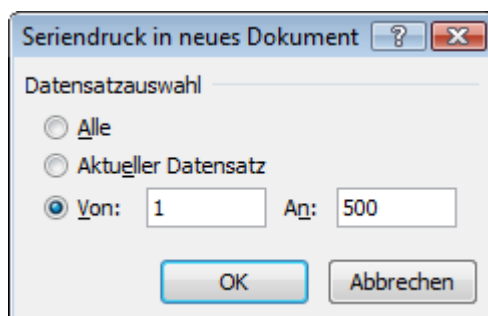 Seriendruck in neues Dokument
Datensatzauswahl
Alle
Aktueller Datensatz
Von: 1 An: 500
OK Abbrechen